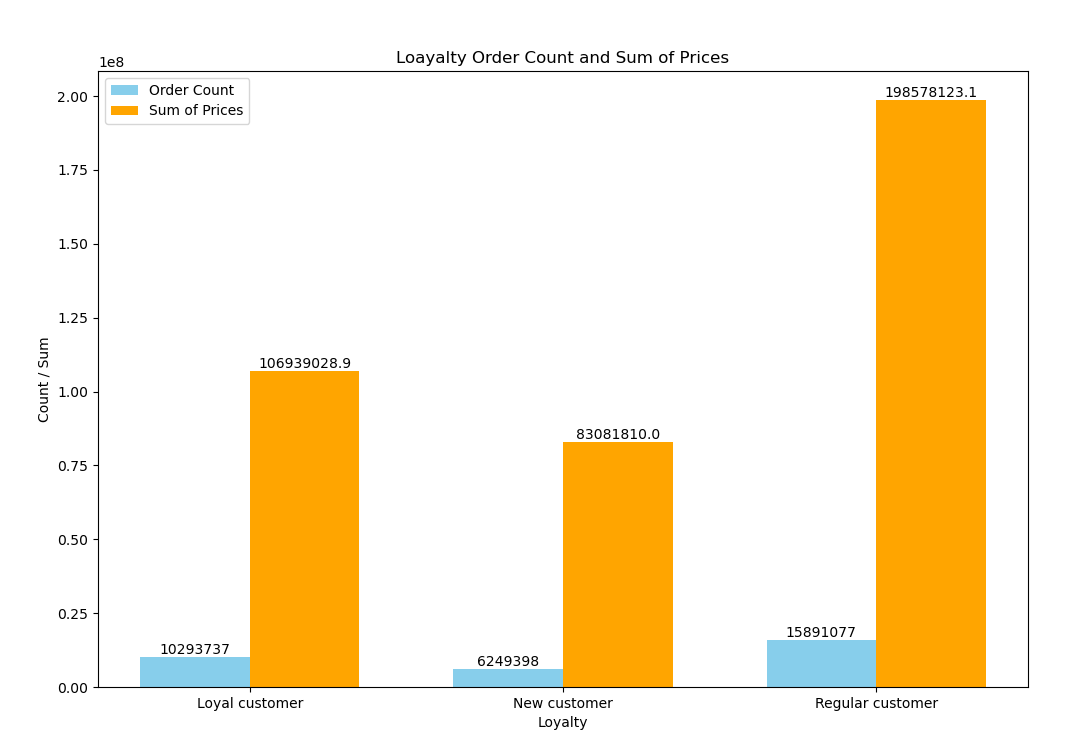 Loayalty Order Count and Sum of Prices
1e8
Order Count
Sum of Prices
2.00
1.75
1.50
1.25
1.00
0.75
0.50
0.25
0.00
Count / Sum
10293737
106939028.9
6249398
83081810.0
15891077
198578123.1
Loyal customer
New customer
Regular customer
Loyalty